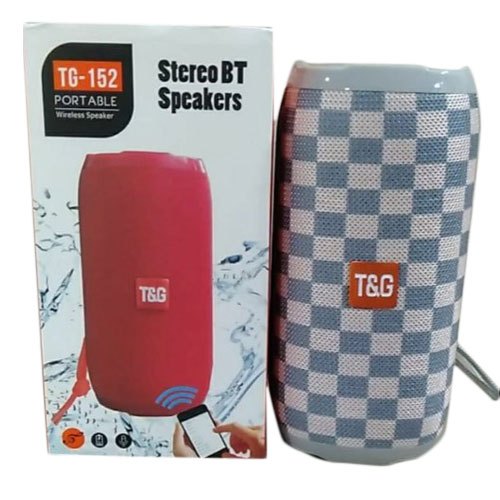 TG-152
PORTABLE
Wireless Speaker
Stereo BT
Speakers
T&G
T&G